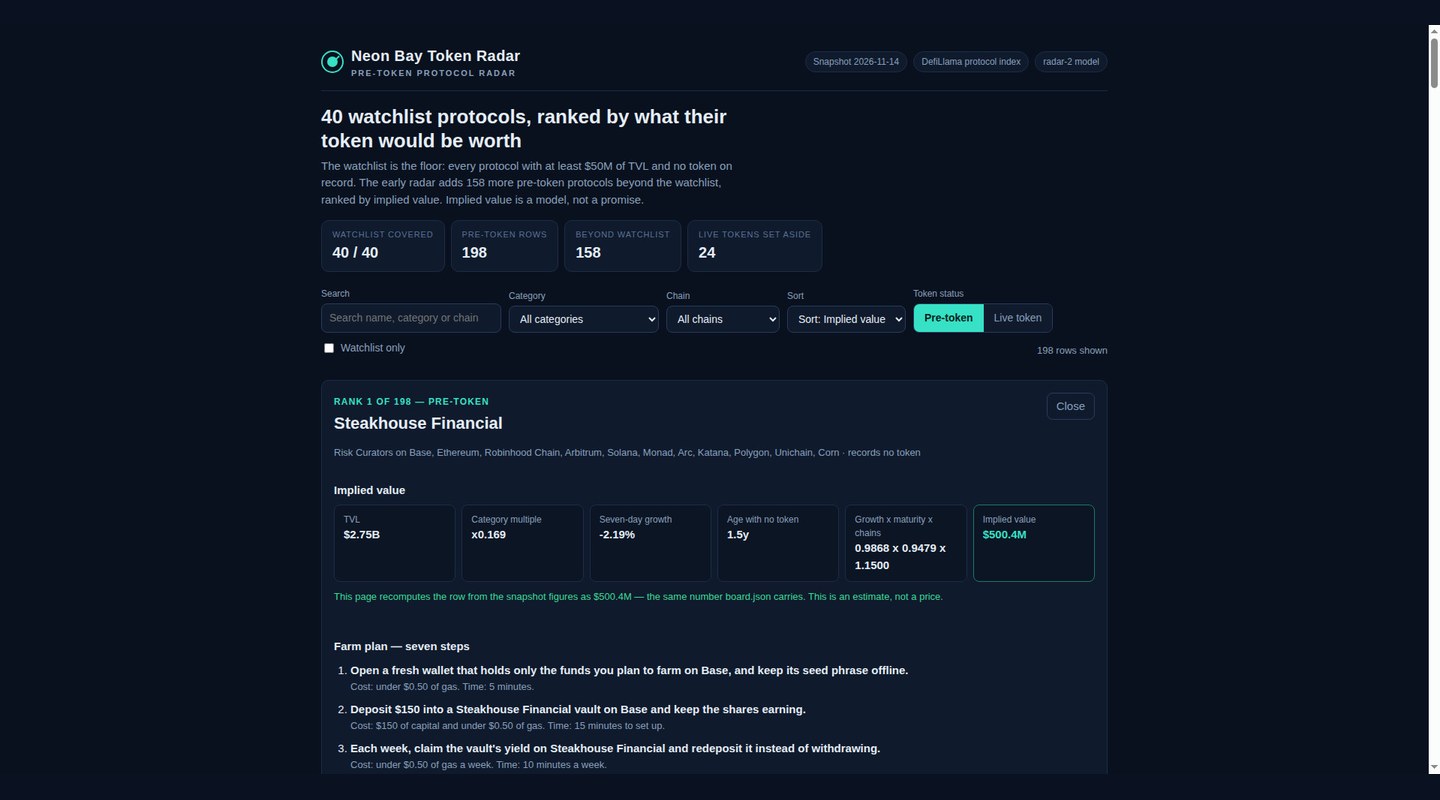 Neon Bay Token Radar
PRE-TOKEN PROTOCOL RADAR
Snapshot 2026-11-14
DefiLlama protocol index
radar-2 model
40 watchlist protocols, ranked by what their
token would be worth
The watchlist is the floor: every protocol with at least $50M of TVL and no token on
record. The early radar adds 158 more pre-token protocols beyond the watchlist,
ranked by implied value. Implied value is a model, not a promise.
WATCHLIST COVERED
40 / 40
PRE-TOKEN ROWS
198
BEYOND WATCHLIST
158
LIVE TOKENS SET ASIDE
24
Search
Search name, category or chain
Category
All categories
Chain
All chains
Sort
Sort: Implied value
Token status
Pre-token
Live token
Watchlist only
198 rows shown
RANK 1 OF 198 — PRE-TOKEN
Close
Steakhouse Financial
Risk Curators on Base, Ethereum, Robinhood Chain, Arbitrum, Solana, Monad, Arc, Katana, Polygon, Unichain, Corn · records no token
Implied value
TVL
$2.75B
Category multiple
x0.169
Seven-day growth
-2.19%
Age with no token
1.5y
Growth x maturity x
chains
0.9868 x 0.9479 x
1.1500
Implied value
$500.4M
This page recomputes the row from the snapshot figures as $500.4M — the same number board.json carries. This is an estimate, not a price.
Farm plan — seven steps
1. Open a fresh wallet that holds only the funds you plan to farm on Base, and keep its seed phrase offline.
Cost: under $0.50 of gas. Time: 5 minutes.
2. Deposit $150 into a Steakhouse Financial vault on Base and keep the shares earning.
Cost: $150 of capital and under $0.50 of gas. Time: 15 minutes to set up.
3. Each week, claim the vault's yield on Steakhouse Financial and redeposit it instead of withdrawing.
Cost: under $0.50 of gas a week. Time: 10 minutes a week.